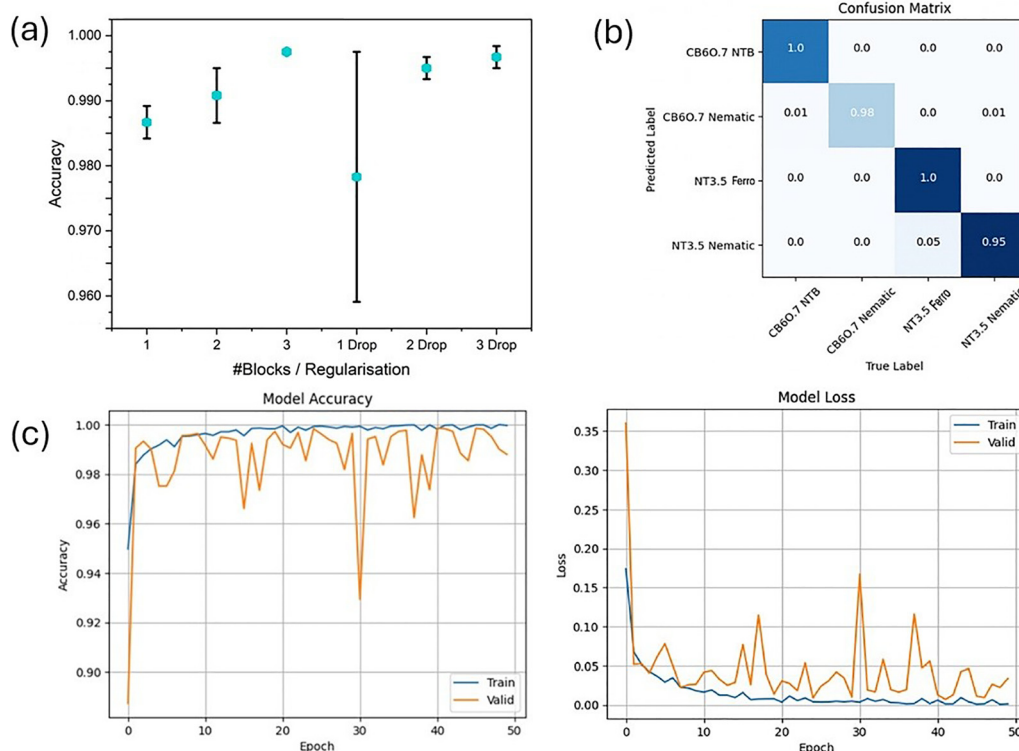 (a)
1.000
0.990
0.980
0.970
0.960
Accuracy
1
2
3
1 Drop
2 Drop
3 Drop
#Blocks / Regularisation
(b)
Confusion Matrix
Predicted Label
CB6O.7 NTB
1.0 0.0 0.0 0.0
CB6O.7 Nematic
0.01 0.98 0.0 0.01
NT3.5 Ferro
0.0 0.0 1.0 0.0
NT3.5 Nematic
0.0 0.0 0.05 0.95
CB6O.7 NTB
CB6O.7 Nematic
NT3.5 Ferro
NT3.5 Nematic
True Label
(c)
Model Accuracy
1.00
0.98
0.96
0.94
0.92
0.90
Accuracy
Train
Valid
0 10 20 30 40 50
Epoch
Model Loss
0.35
0.30
0.25
0.20
0.15
0.10
0.05
0.00
Loss
Train
Valid
0 10 20 30 40 50
Epoch